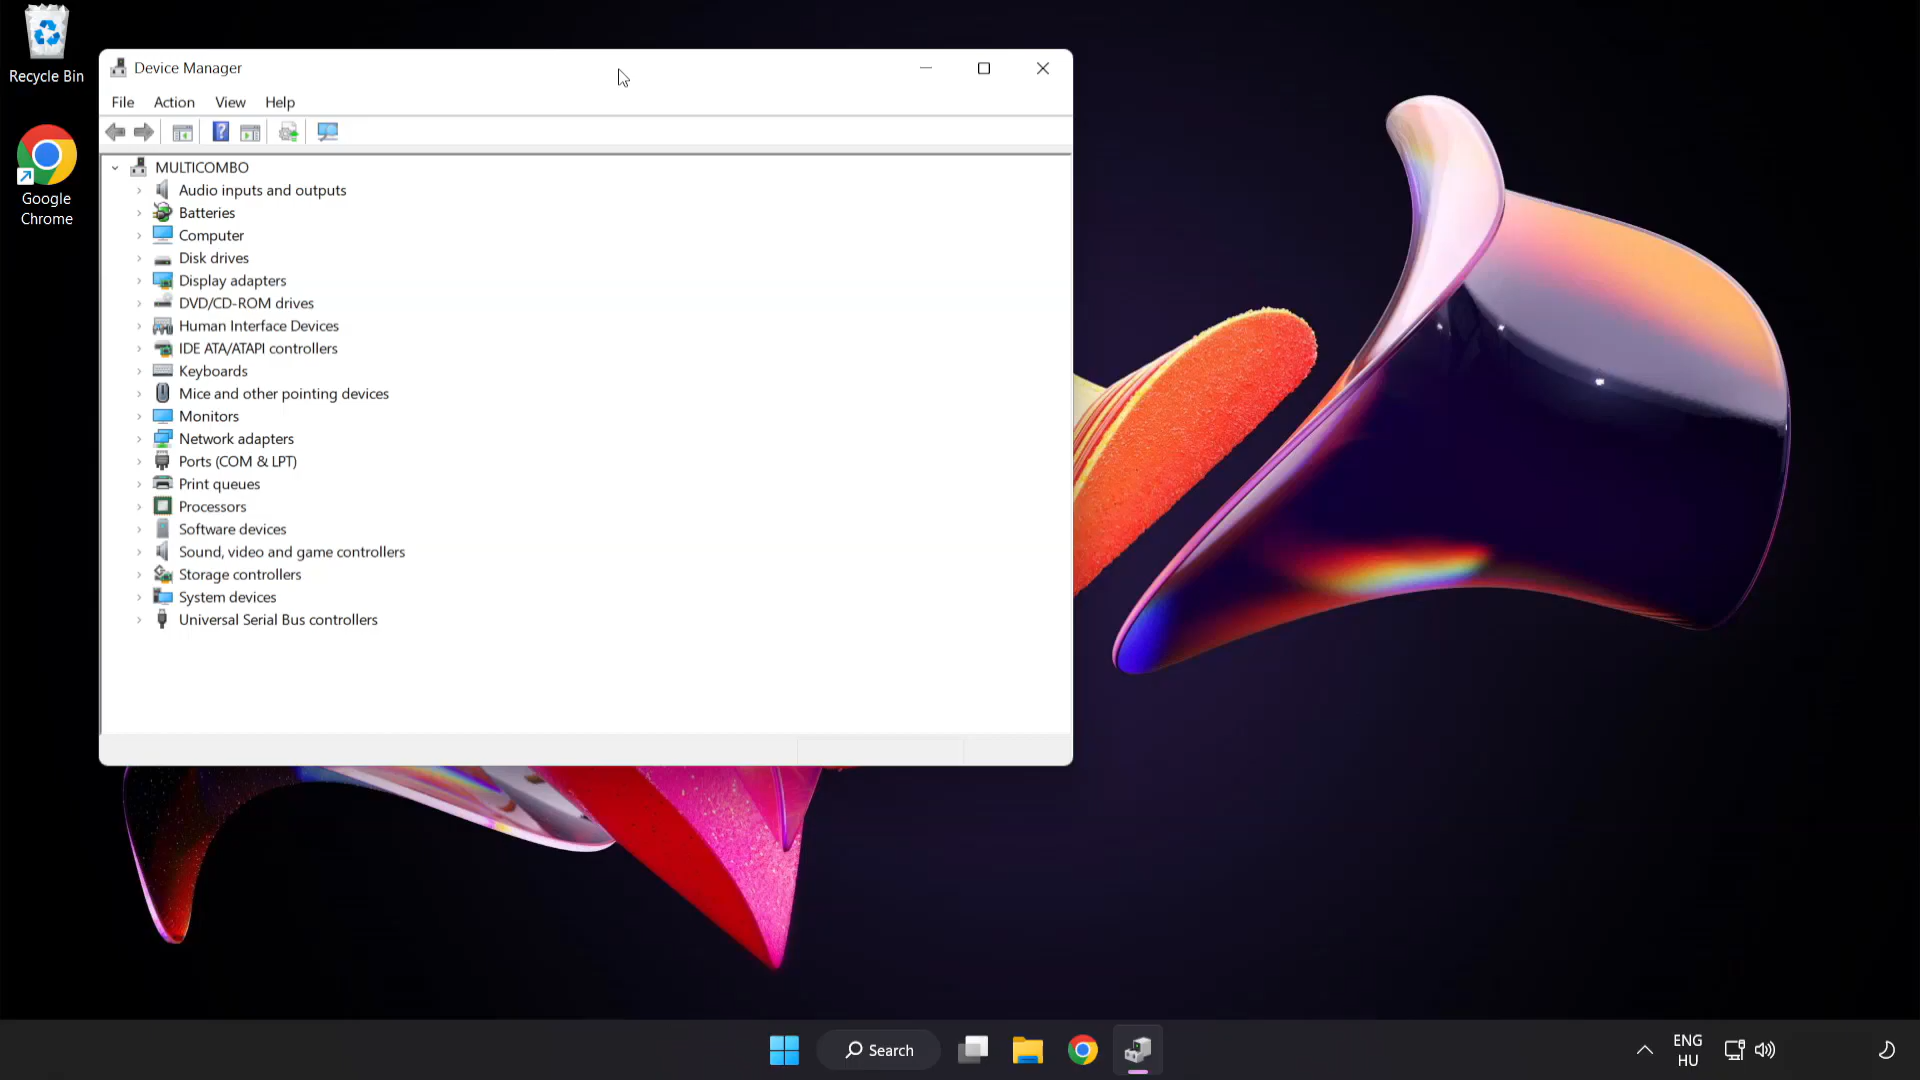 Recycle Bin
Google
Chrome
Device Manager
File Action View Help
MULTICOMBO
Audio inputs and outputs
Batteries
Computer
Disk drives
Display adapters
DVD/CD-ROM drives
Human Interface Devices
IDE ATA/ATAPI controllers
Keyboards
Mice and other pointing devices
Monitors
Network adapters
Ports (COM & LPT)
Print queues
Processors
Software devices
Sound, video and game controllers
Storage controllers
System devices
Universal Serial Bus controllers
Search
ENG
HU